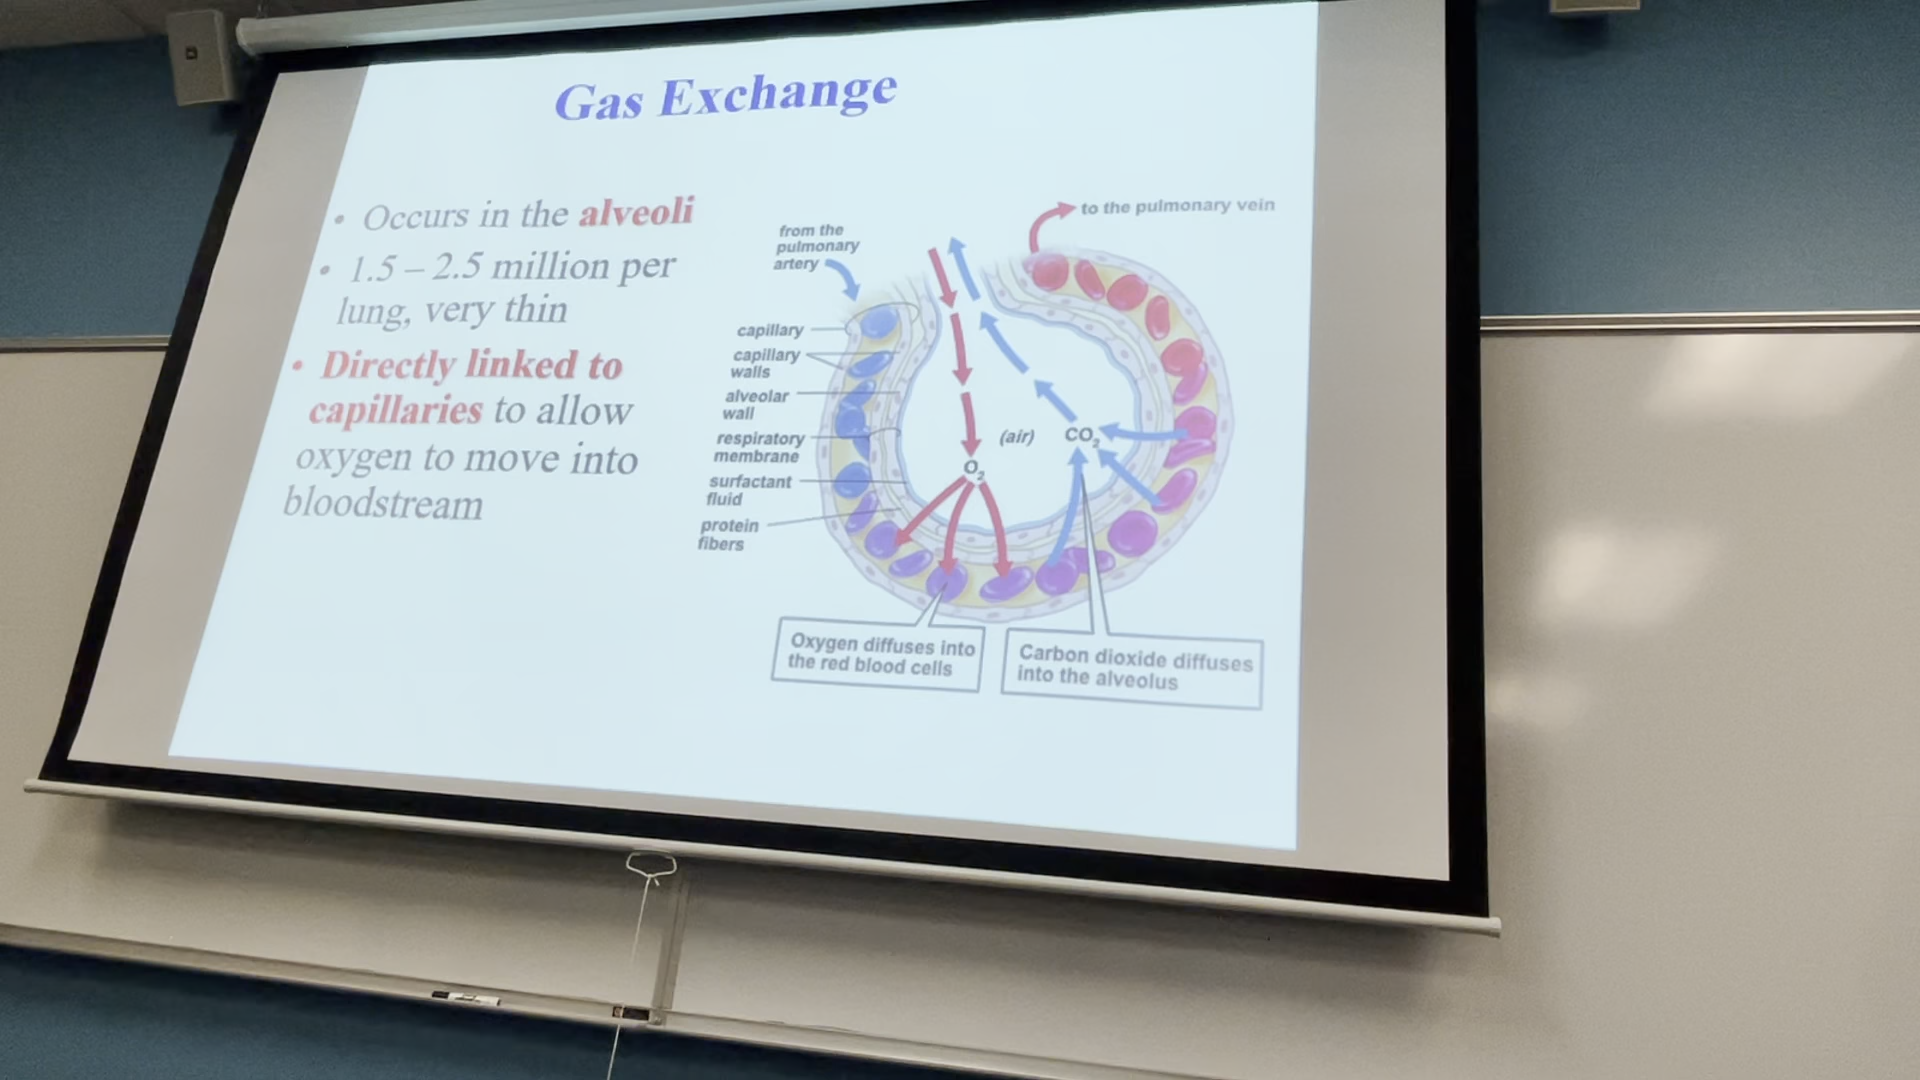 Gas Exchange
• Occurs in the alveoli
• 1.5 – 2.5 million per
lung, very thin
• Directly linked to
capillaries to allow
oxygen to move into
bloodstream
from the
pulmonary
artery
to the pulmonary vein
capillary
capillary
walls
alveolar
wall
respiratory
membrane
surfactant
fluid
protein
fibers
(air)
CO2
O2
Oxygen diffuses into
the red blood cells
Carbon dioxide diffuses
into the alveolus